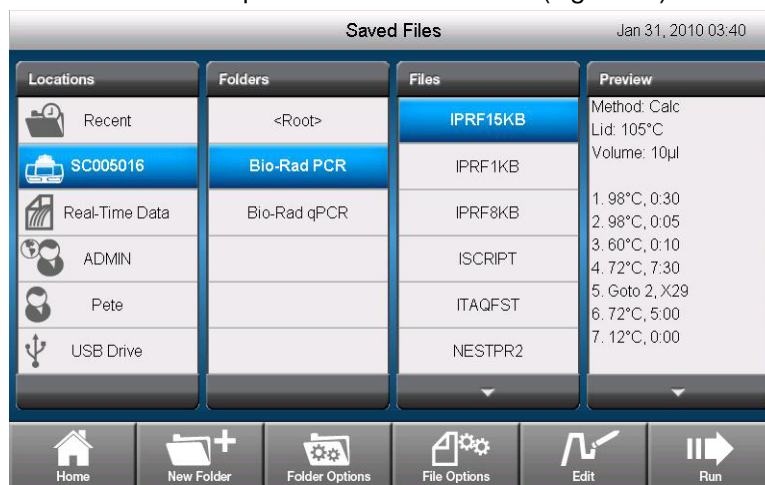 Saved Files
Jan 31, 2010 03:40
Locations
Recent
SC005016
Real-Time Data
ADMIN
Pete
USB Drive
Folders
<Root>
Bio-Rad PCR
Bio-Rad qPCR
Files
IPRF15KB
IPRF1KB
IPRF8KB
ISCRIPT
ITAQFST
NESTPR2
Preview
Method: Calc
Lid: 105°C
Volume: 10µl
1. 98°C, 0:30
2. 98°C, 0:05
3. 60°C, 0:10
4. 72°C, 7:30
5. Goto 2, X29
6. 72°C, 5:00
7. 12°C, 0:00
Home
New Folder
Folder Options
File Options
Edit
Run